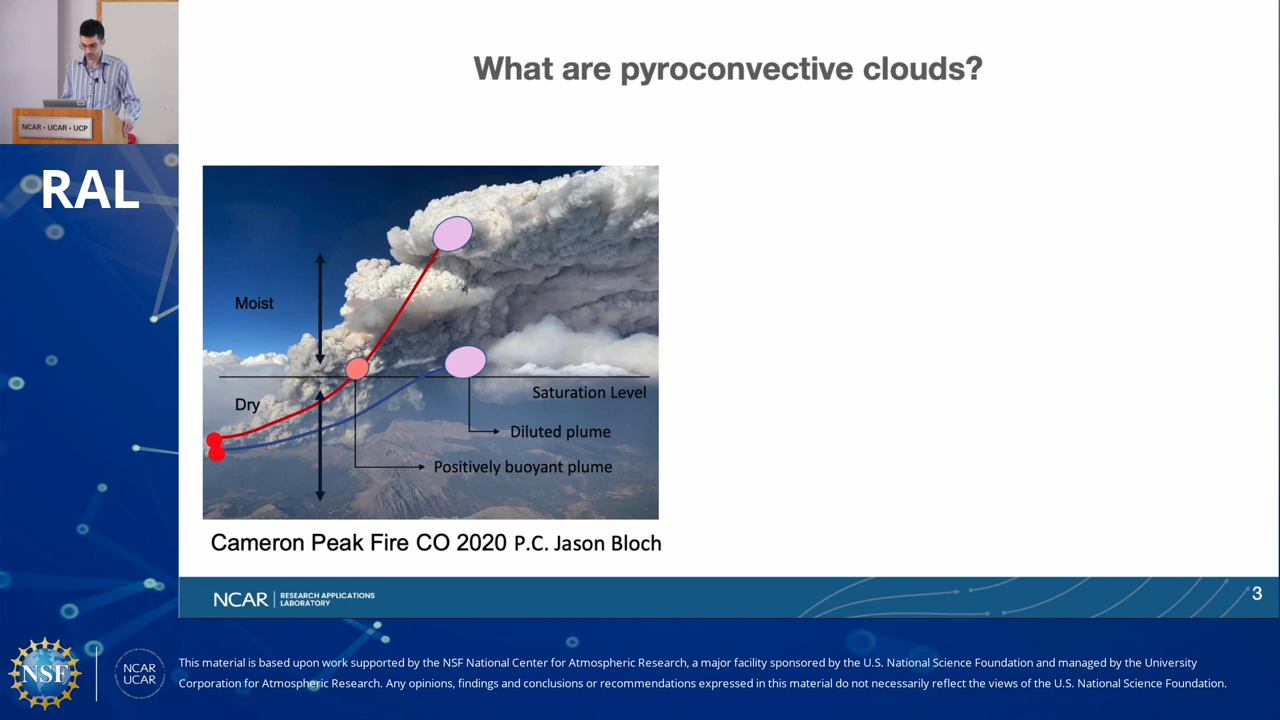 What are pyroconvective clouds?
NCAR • UCAR • UCP
RAL
Moist
Dry
Saturation Level
Diluted plume
Positively buoyant plume
Cameron Peak Fire CO 2020 P.C. Jason Bloch
NCAR
RESEARCH APPLICATIONS
LABORATORY
3
NSF
NCAR
UCAR
This material is based upon work supported by the NSF National Center for Atmospheric Research, a major facility sponsored by the U.S. National Science Foundation and managed by the University
Corporation for Atmospheric Research. Any opinions, findings and conclusions or recommendations expressed in this material do not necessarily reflect the views of the U.S. National Science Foundation.